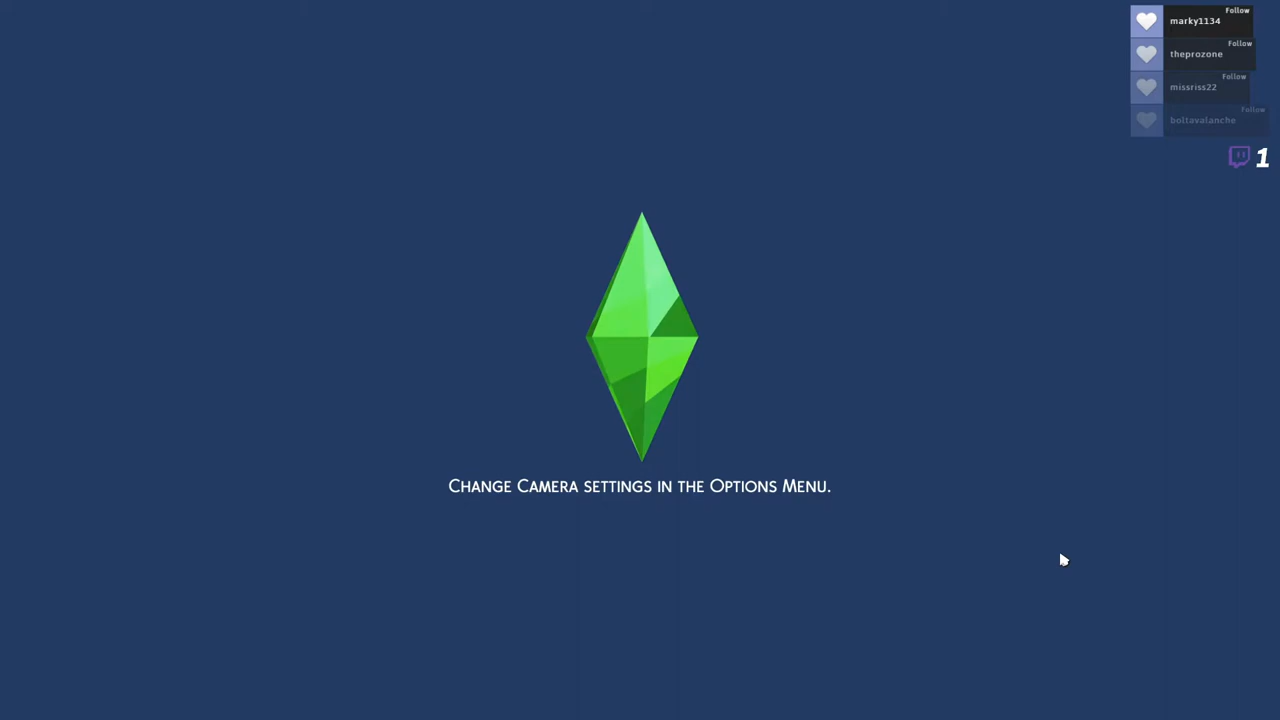 Follow
marky1134
Follow
theprozone
Follow
missriss22
Follow
boltavalanche
1
CHANGE CAMERA SETTINGS IN THE OPTIONS MENU.